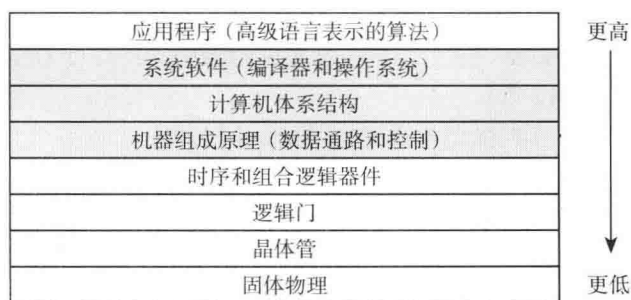 应用程序（高级语言表示的算法）
更高
系统软件（编译器和操作系统）
计算机体系结构
机器组成原理（数据通路和控制）
时序和组合逻辑器件
逻辑门
晶体管
固体物理
更低